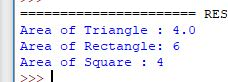 >>>
===================== RES
Area of Triangle : 4.0
Area of Rectangle: 6
Area of Square : 4
>>>